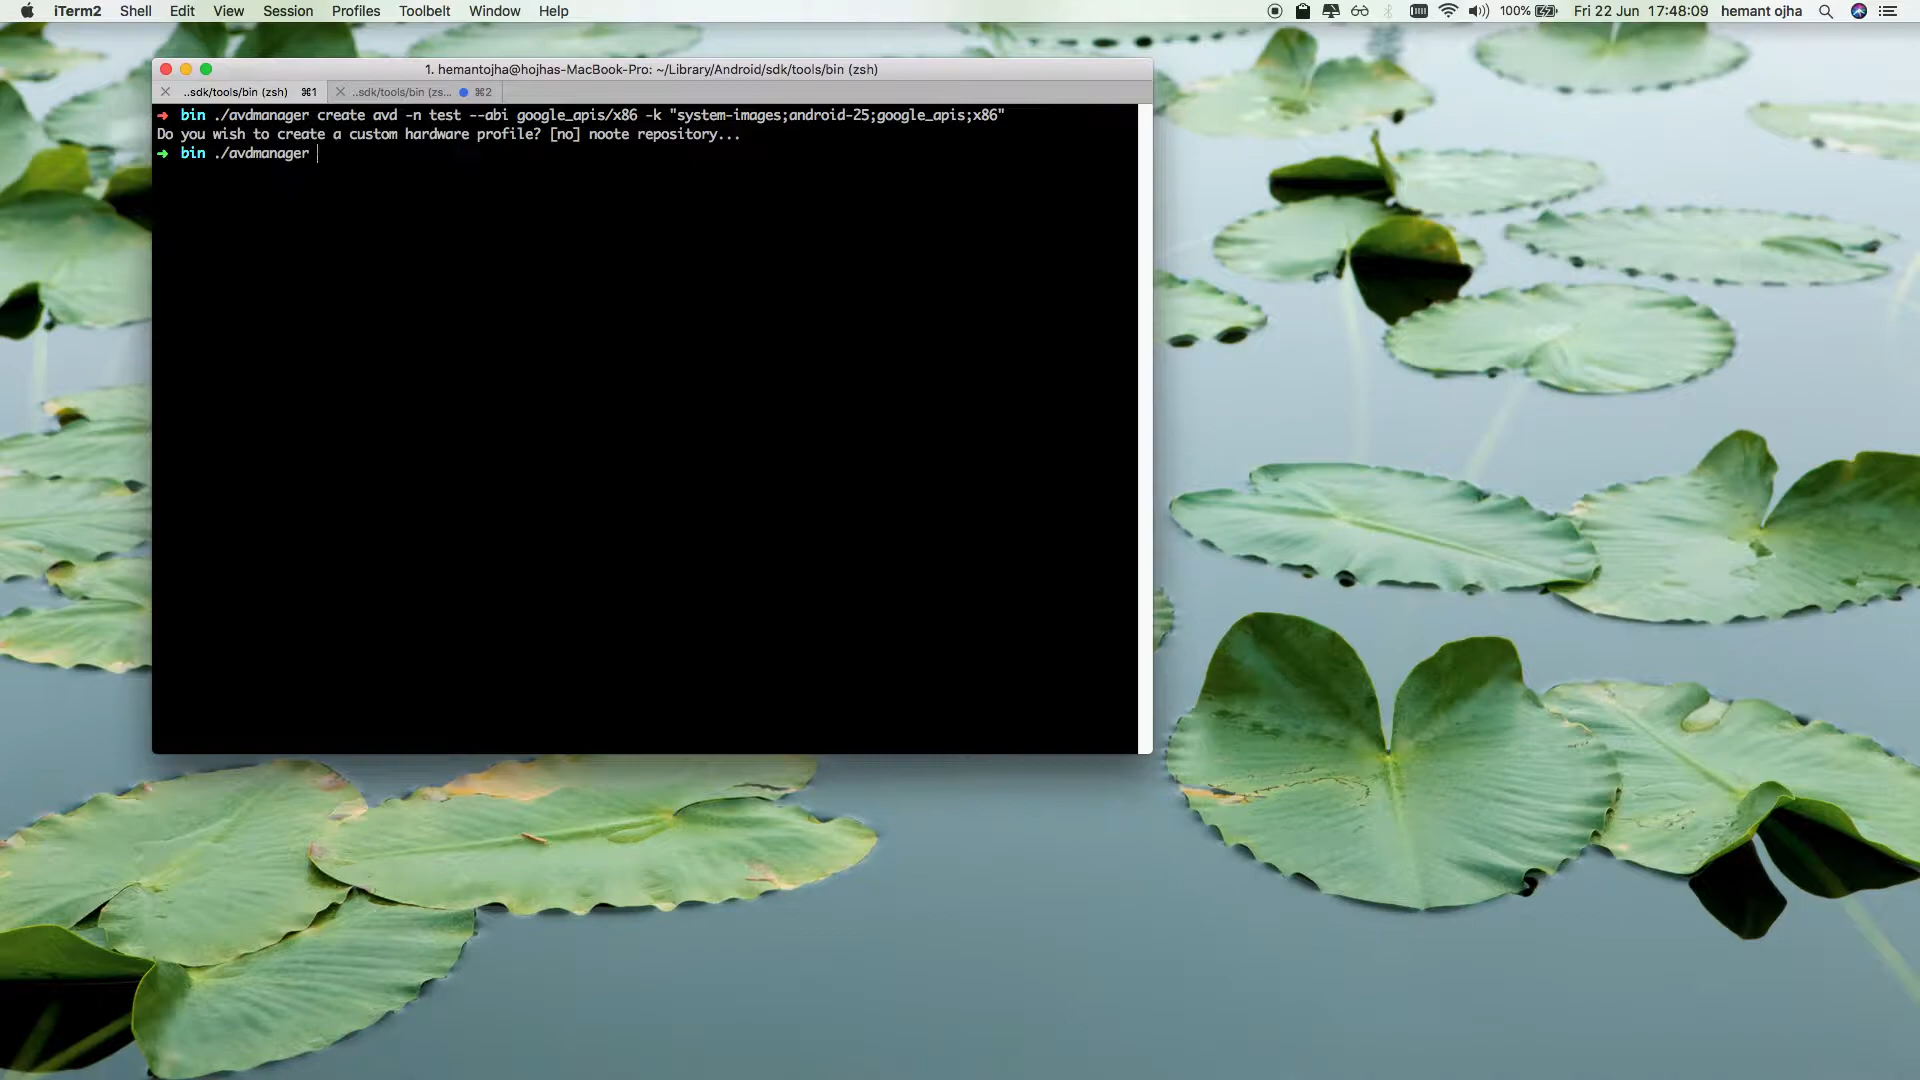 iTerm2 Shell Edit View Session Profiles Toolbelt Window Help 100% Fri 22 Jun 17:48:09 hemant ojha
1. hemantojha@hojhas-MacBook-Pro: ~/Library/Android/sdk/tools/bin (zsh)
..sdk/tools/bin (zsh) ⌘1 ..sdk/tools/bin (zs... ⌘2
➜ bin ./avdmanager create avd -n test --abi google_apis/x86 -k "system-images;android-25;google_apis;x86"
Do you wish to create a custom hardware profile? [no] noote repository...
➜ bin ./avdmanager